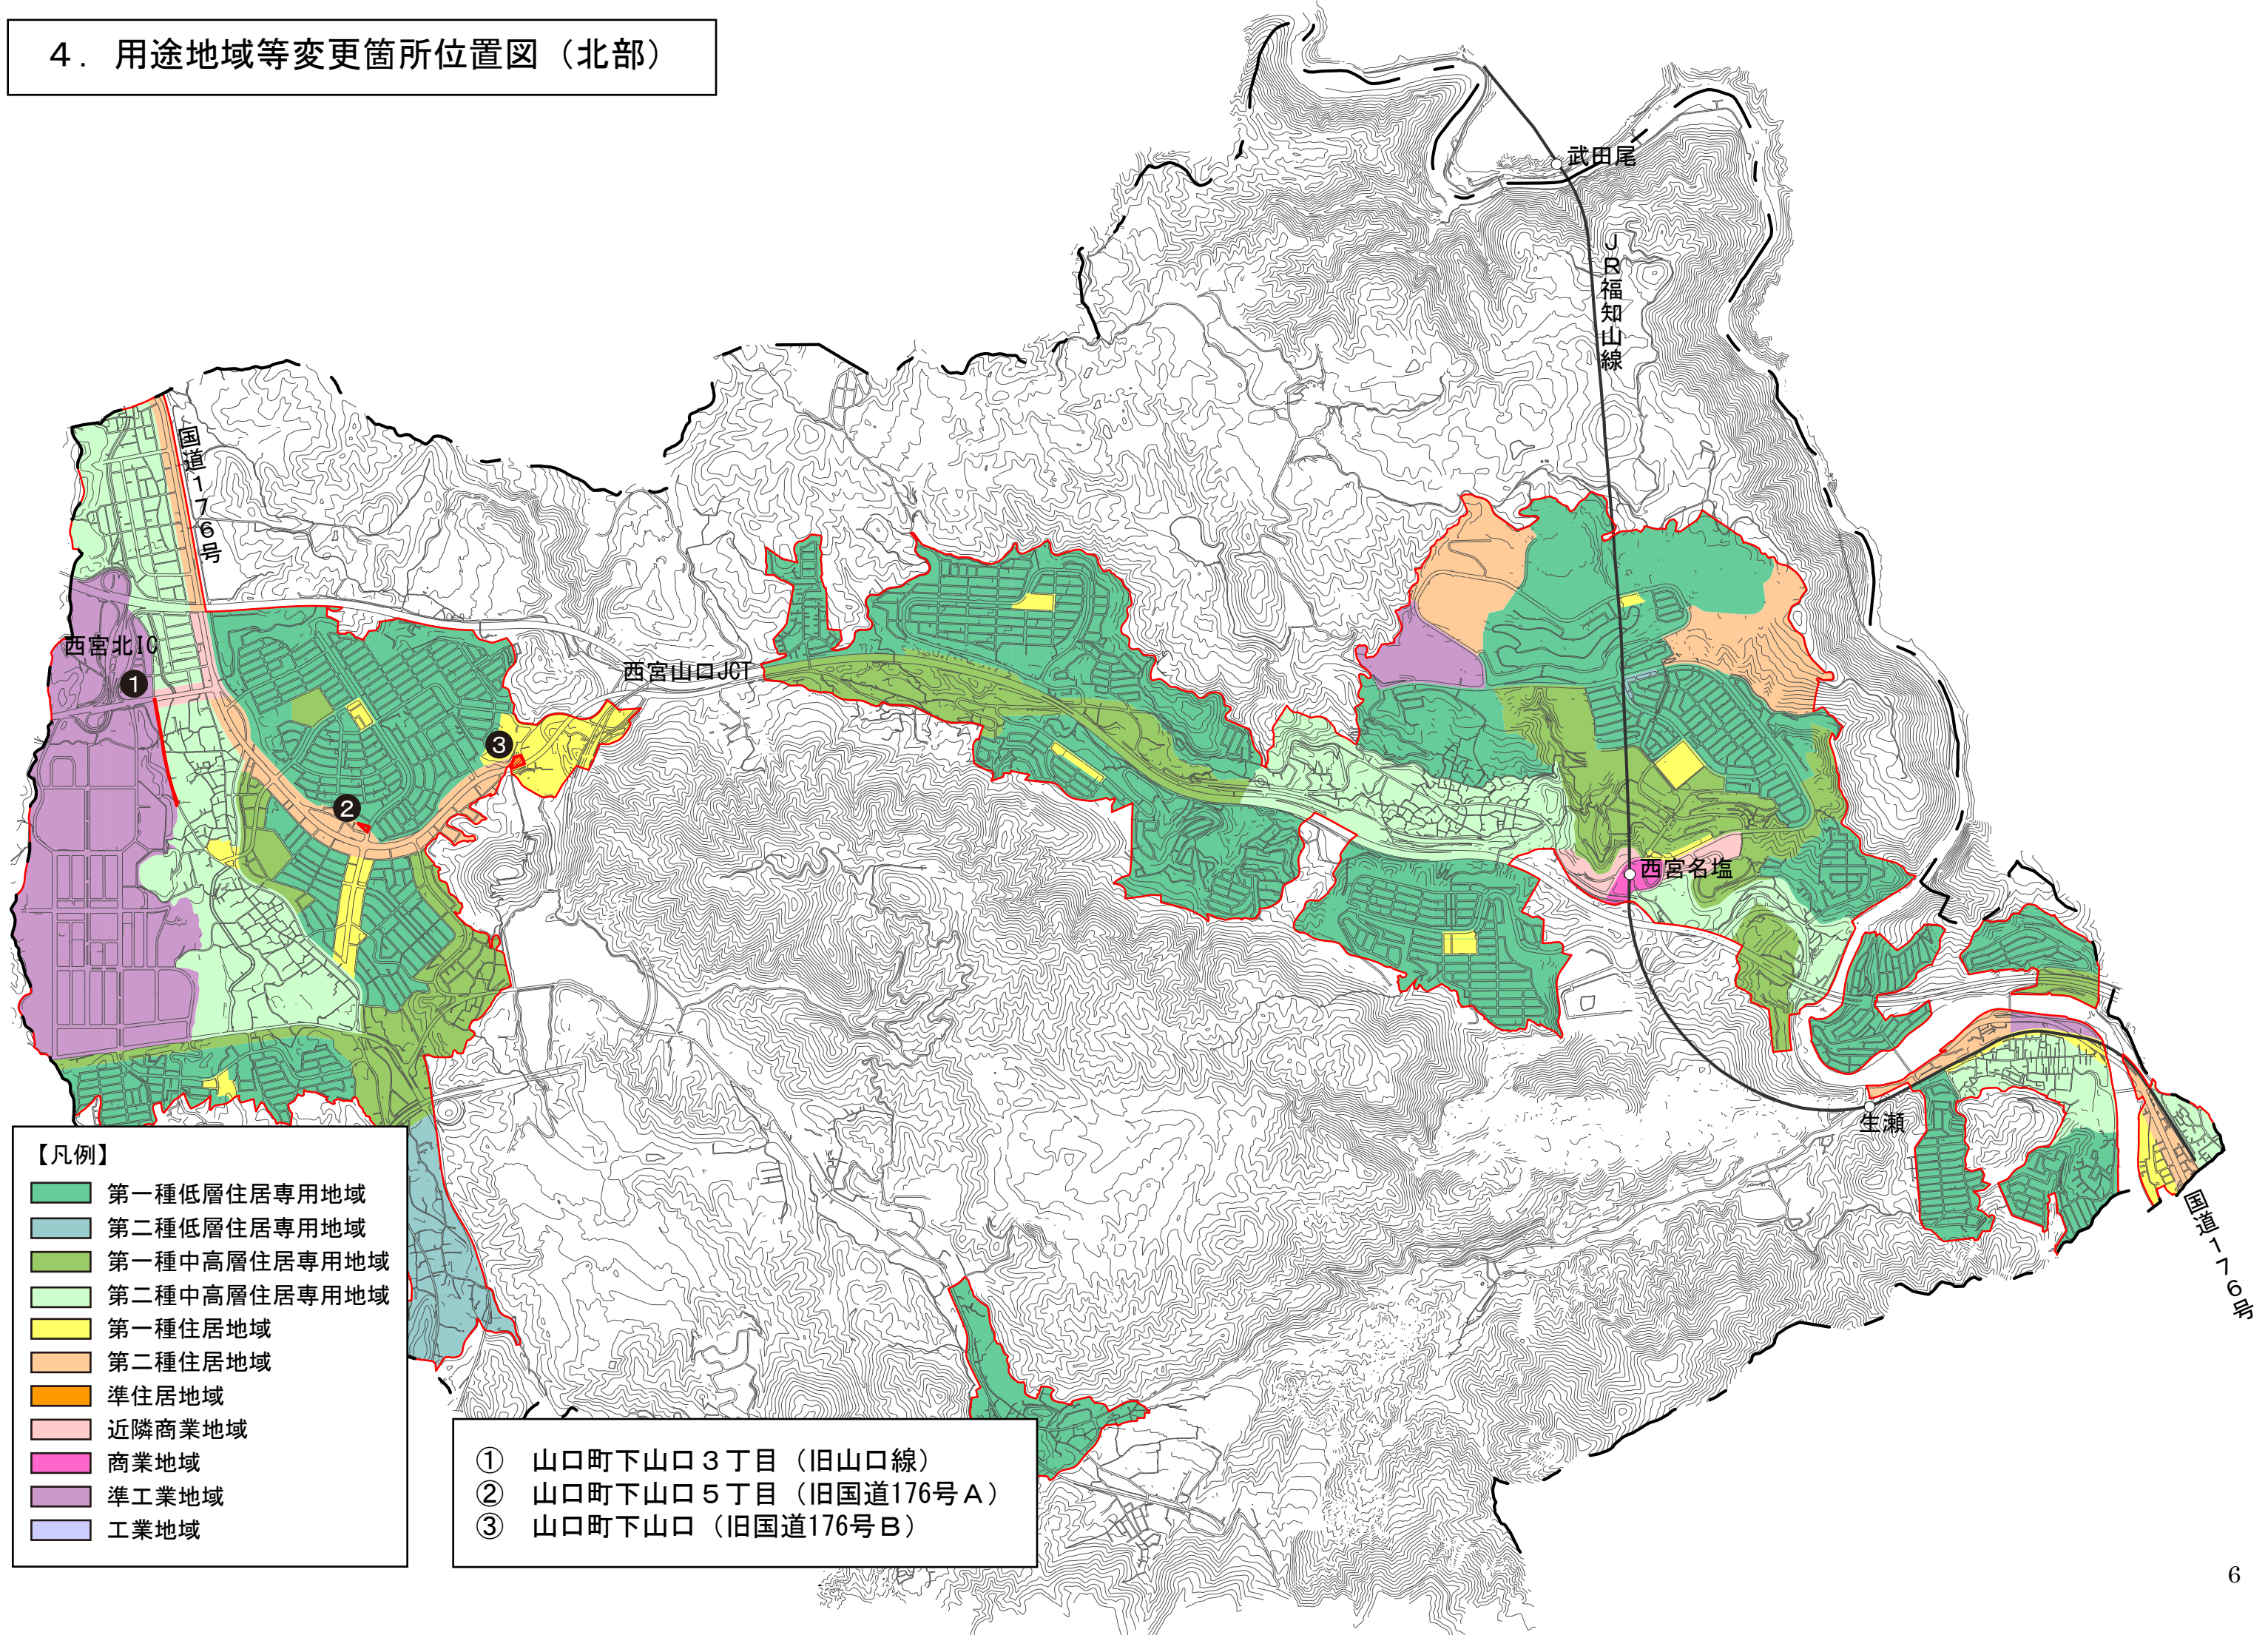 ４．用途地域等変更箇所位置図（北部）
武田尾
ＪＲ福知山線
国道１７６号
西宮北IC
❶
西宮山口JCT
❸
❷
西宮名塩
生瀬
国道１７６号
【凡例】
第一種低層住居専用地域
第二種低層住居専用地域
第一種中高層住居専用地域
第二種中高層住居専用地域
第一種住居地域
第二種住居地域
準住居地域
近隣商業地域
商業地域
準工業地域
工業地域
①　山口町下山口３丁目（旧山口線）
②　山口町下山口５丁目（旧国道176号Ａ）
③　山口町下山口（旧国道176号Ｂ）
6